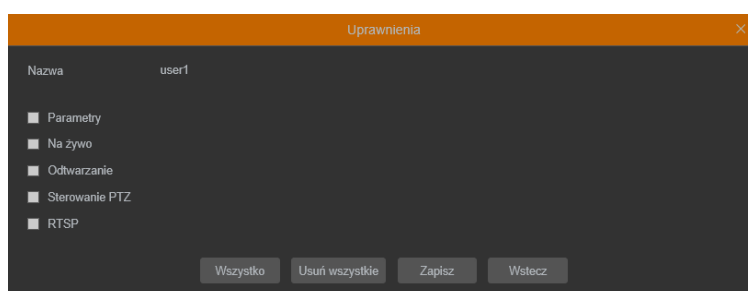 Uprawnienia
Nazwa user1
Parametry
Na żywo
Odtwarzanie
Sterowanie PTZ
RTSP
Wszystko Usuń wszystkie Zapisz Wstecz